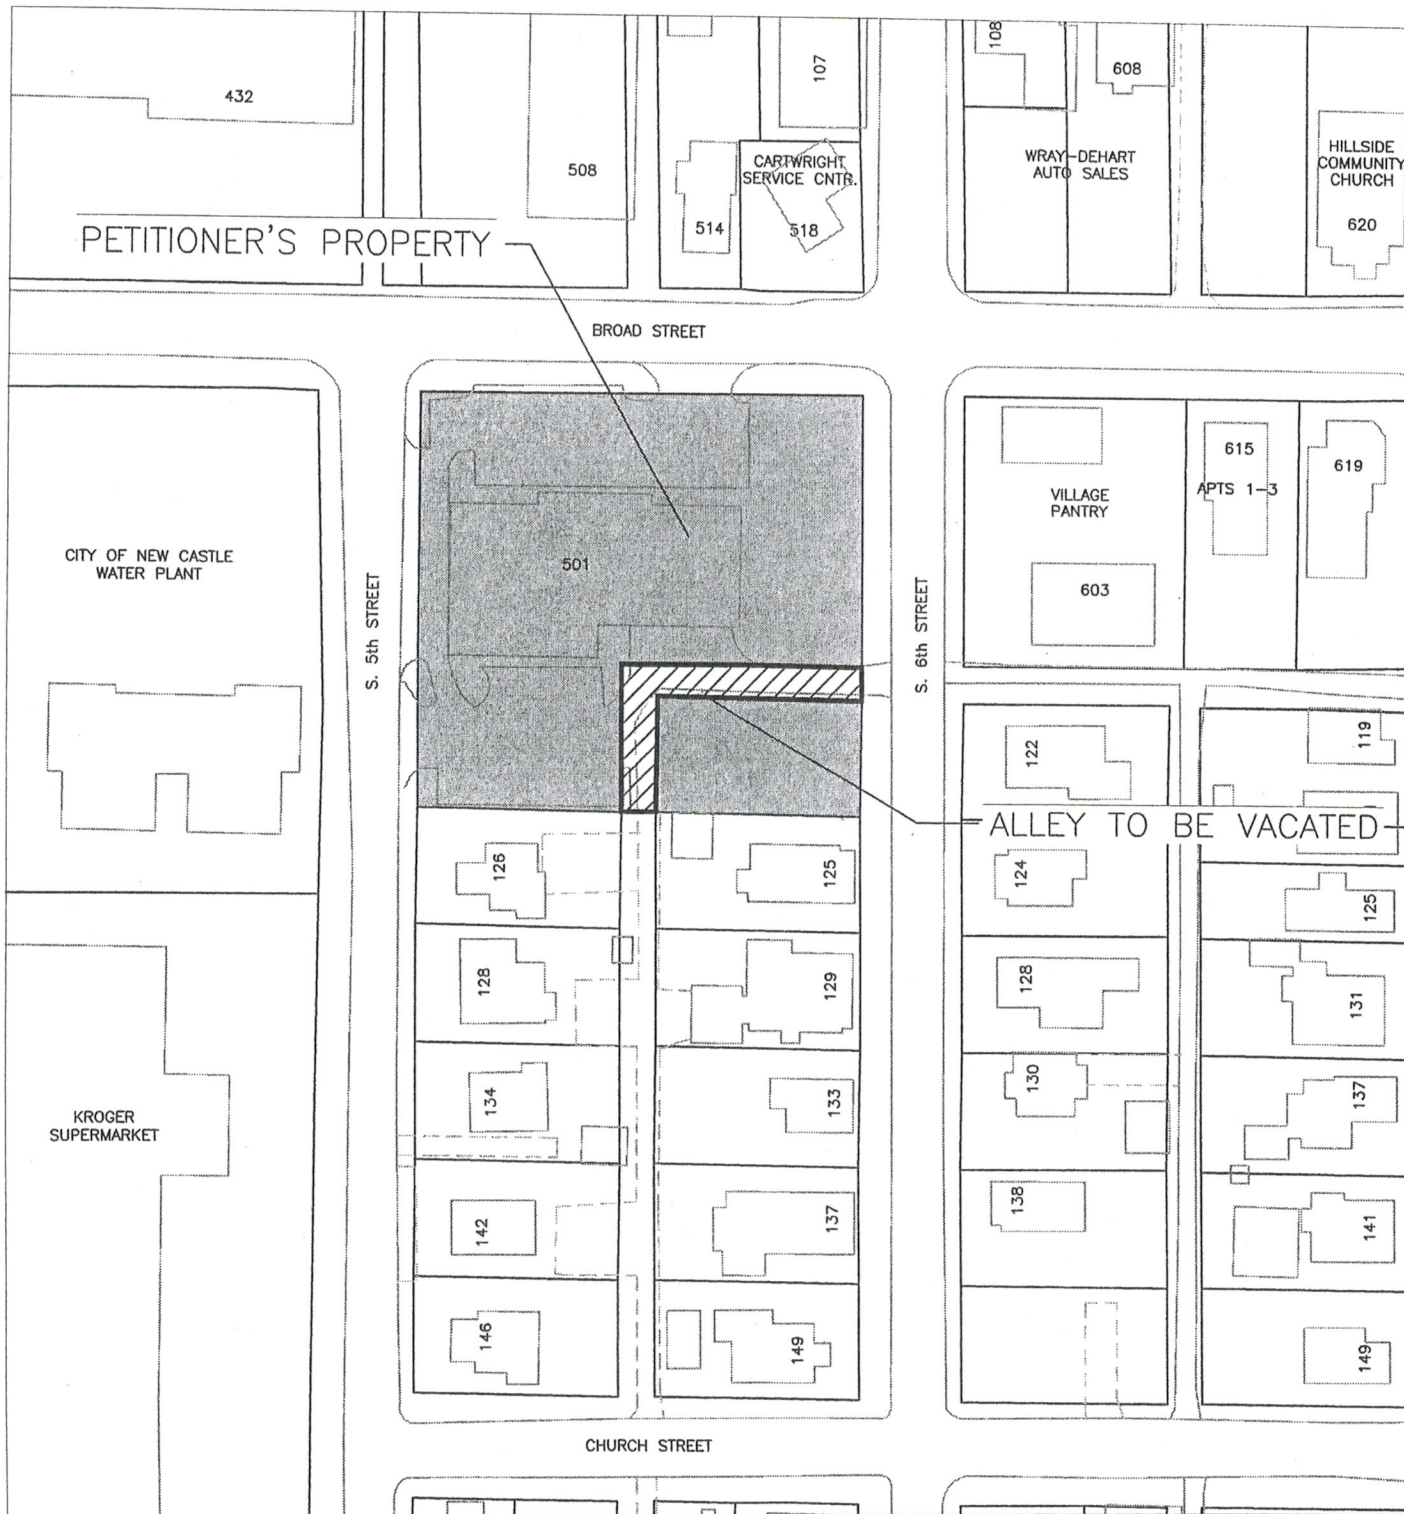 432
508
107
108
608
CARTWRIGHT
SERVICE CNTR.
514
518
WRAY-DEHART
AUTO SALES
HILLSIDE
COMMUNITY
CHURCH
620
PETITIONER'S PROPERTY
BROAD STREET
CITY OF NEW CASTLE
WATER PLANT
S. 5th STREET
501
S. 6th STREET
VILLAGE
PANTRY
603
615
APTS 1-3
619
122
119
ALLEY TO BE VACATED
126
125
124
125
128
129
128
131
KROGER
SUPERMARKET
134
133
130
137
142
137
138
141
146
149
149
CHURCH STREET